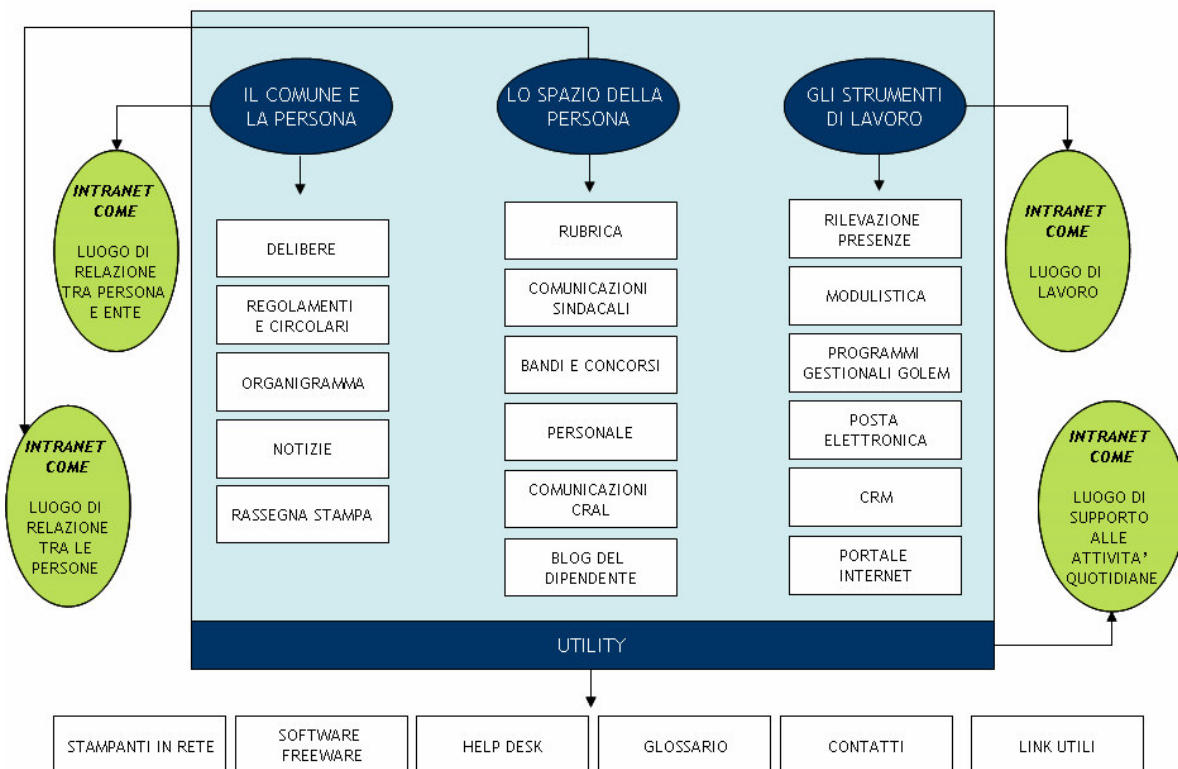 IL COMUNE E
LA PERSONA
LO SPAZIO DELLA
PERSONA
GLI STRUMENTI
DI LAVORO
INTRANET
COME
LUOGO DI
RELAZIONE
TRA PERSONA
E ENTE
INTRANET
COME
LUOGO DI
RELAZIONE
TRA LE
PERSONE
DELIBERE
REGOLAMENTI
E CIRCOLARI
ORGANIGRAMMA
NOTIZIE
RASSEGNA STAMPA
RUBRICA
COMUNICAZIONI
SINDACALI
BANDI E CONCORSI
PERSONALE
COMUNICAZIONI
CRAL
BLOG DEL
DIPENDENTE
RILEVAZIONE
PRESENZE
MODULISTICA
PROGRAMMI
GESTIONALI GOLEM
POSTA
ELETTRONICA
CRM
PORTALE
INTERNET
INTRANET
COME
LUOGO DI
LAVORO
INTRANET
COME
LUOGO DI
SUPPORTO
ALLE
ATTIVITA'
QUOTIDIANE
UTILITY
STAMPANTI IN RETE
SOFTWARE
FREEWARE
HELP DESK
GLOSSARIO
CONTATTI
LINK UTILI